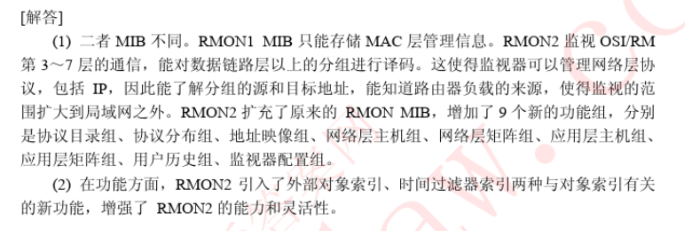 [解答]
(1) 二者 MIB 不同。RMON1 MIB 只能存储 MAC 层管理信息。RMON2 监视 OSI/RM
第 3～7 层的通信，能对数据链路层以上的分组进行译码。这使得监视器可以管理网络层协
议，包括 IP，因此能了解分组的源和目标地址，能知道路由器负载的来源，使得监视的范
围扩大到局域网之外。RMON2 扩充了原来的 RMON MIB，增加了 9 个新的功能组，分别
是协议目录组、协议分布组、地址映像组、网络层主机组、网络层矩阵组、应用层主机组、
应用层矩阵组、用户历史组、监视器配置组。
(2) 在功能方面，RMON2 引入了外部对象索引、时间过滤器索引两种与对象索引有关
的新功能，增强了 RMON2 的能力和灵活性。